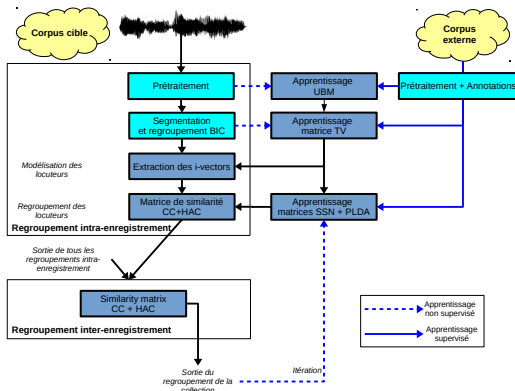 Corpus cible
Corpus
externe
Prétraitement
Apprentissage
UBM
Prétraitement + Annotations
Segmentation
et regroupement BIC
Apprentissage
matrice TV
Modélisation des
locuteurs
Extraction des i-vectors
Regroupement des
locuteurs
Matrice de similarité
CC+HAC
Apprentissage
matrices SSN + PLDA
Regroupement intra-enregistrement
Sortie de tous les
regroupements intra-
enregistrement
Similarity matrix
CC + HAC
Regroupement inter-enregistrement
Apprentissage
non supervisé
Apprentissage
supervisé
Sortie du
regroupement de la
collection
Itération